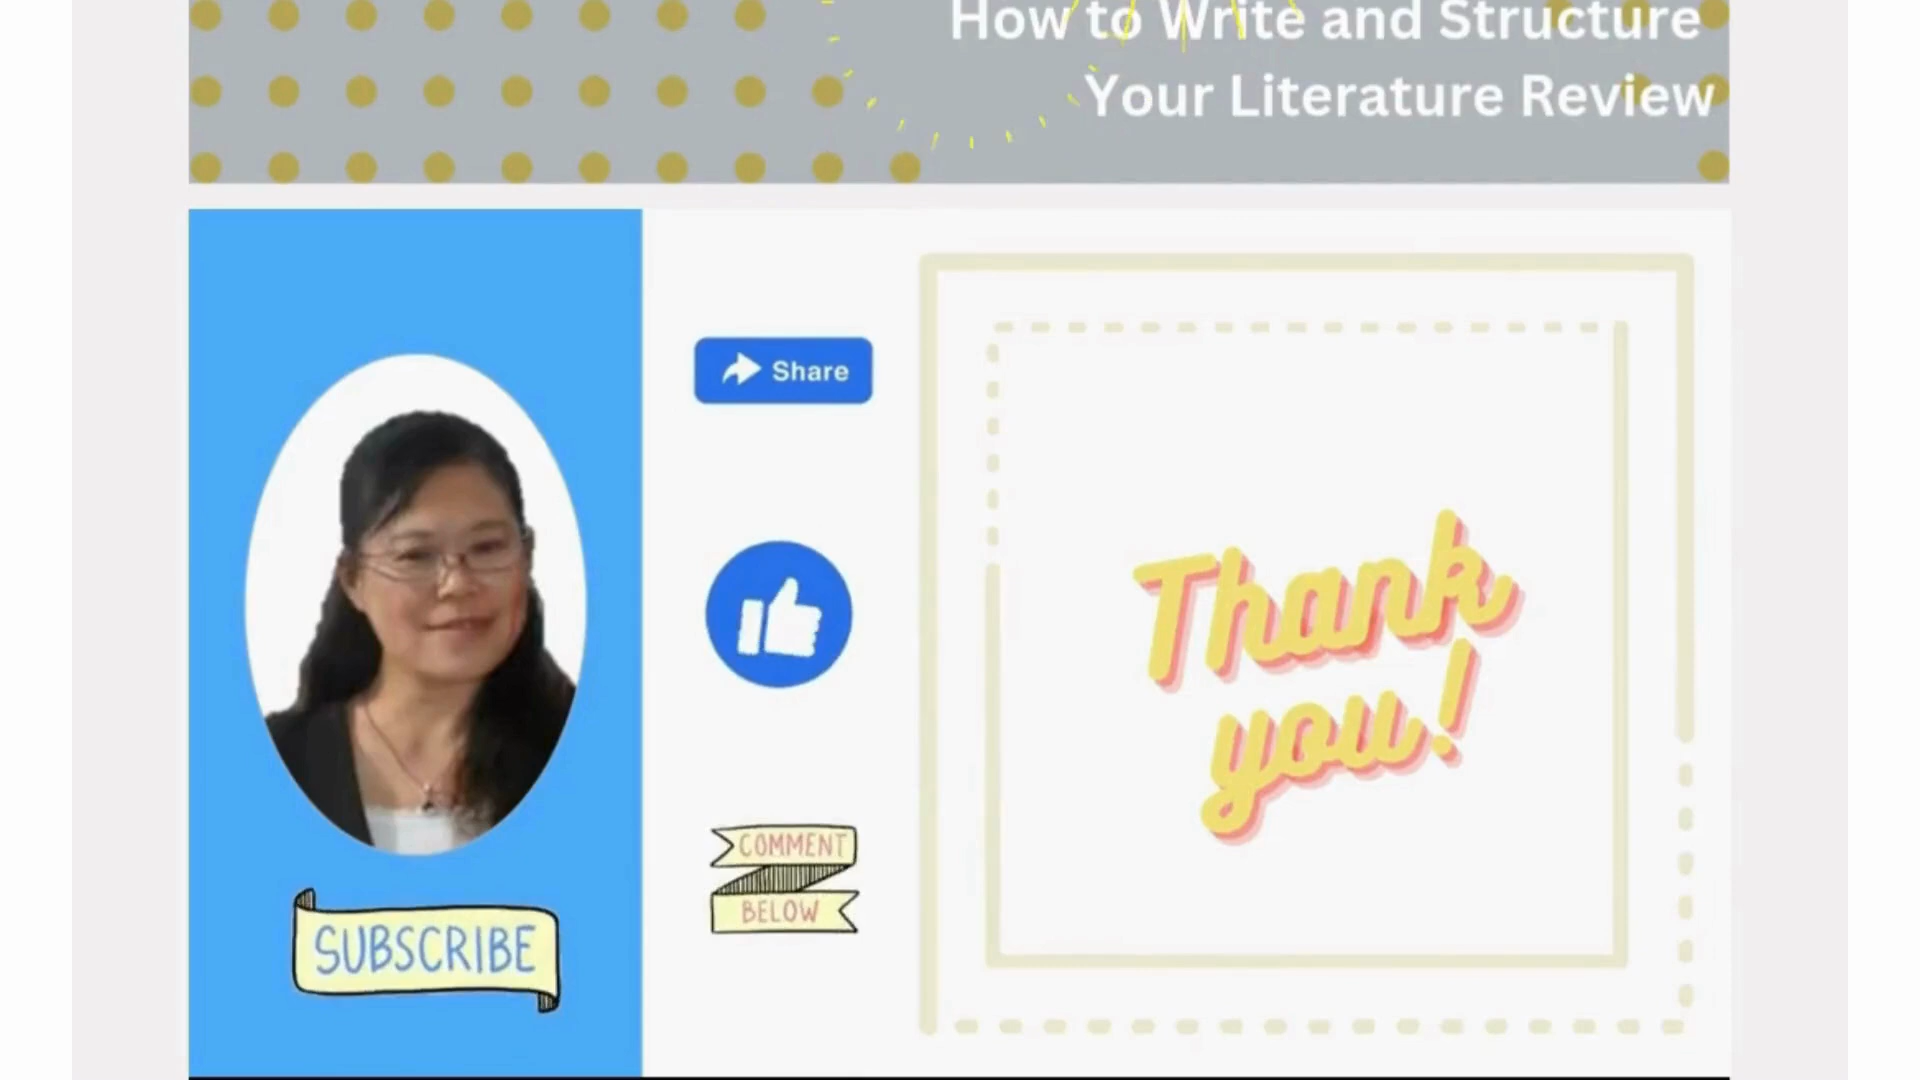 How to Write and Structure
Your Literature Review
Share
Thank
you!
COMMENT
BELOW
SUBSCRIBE